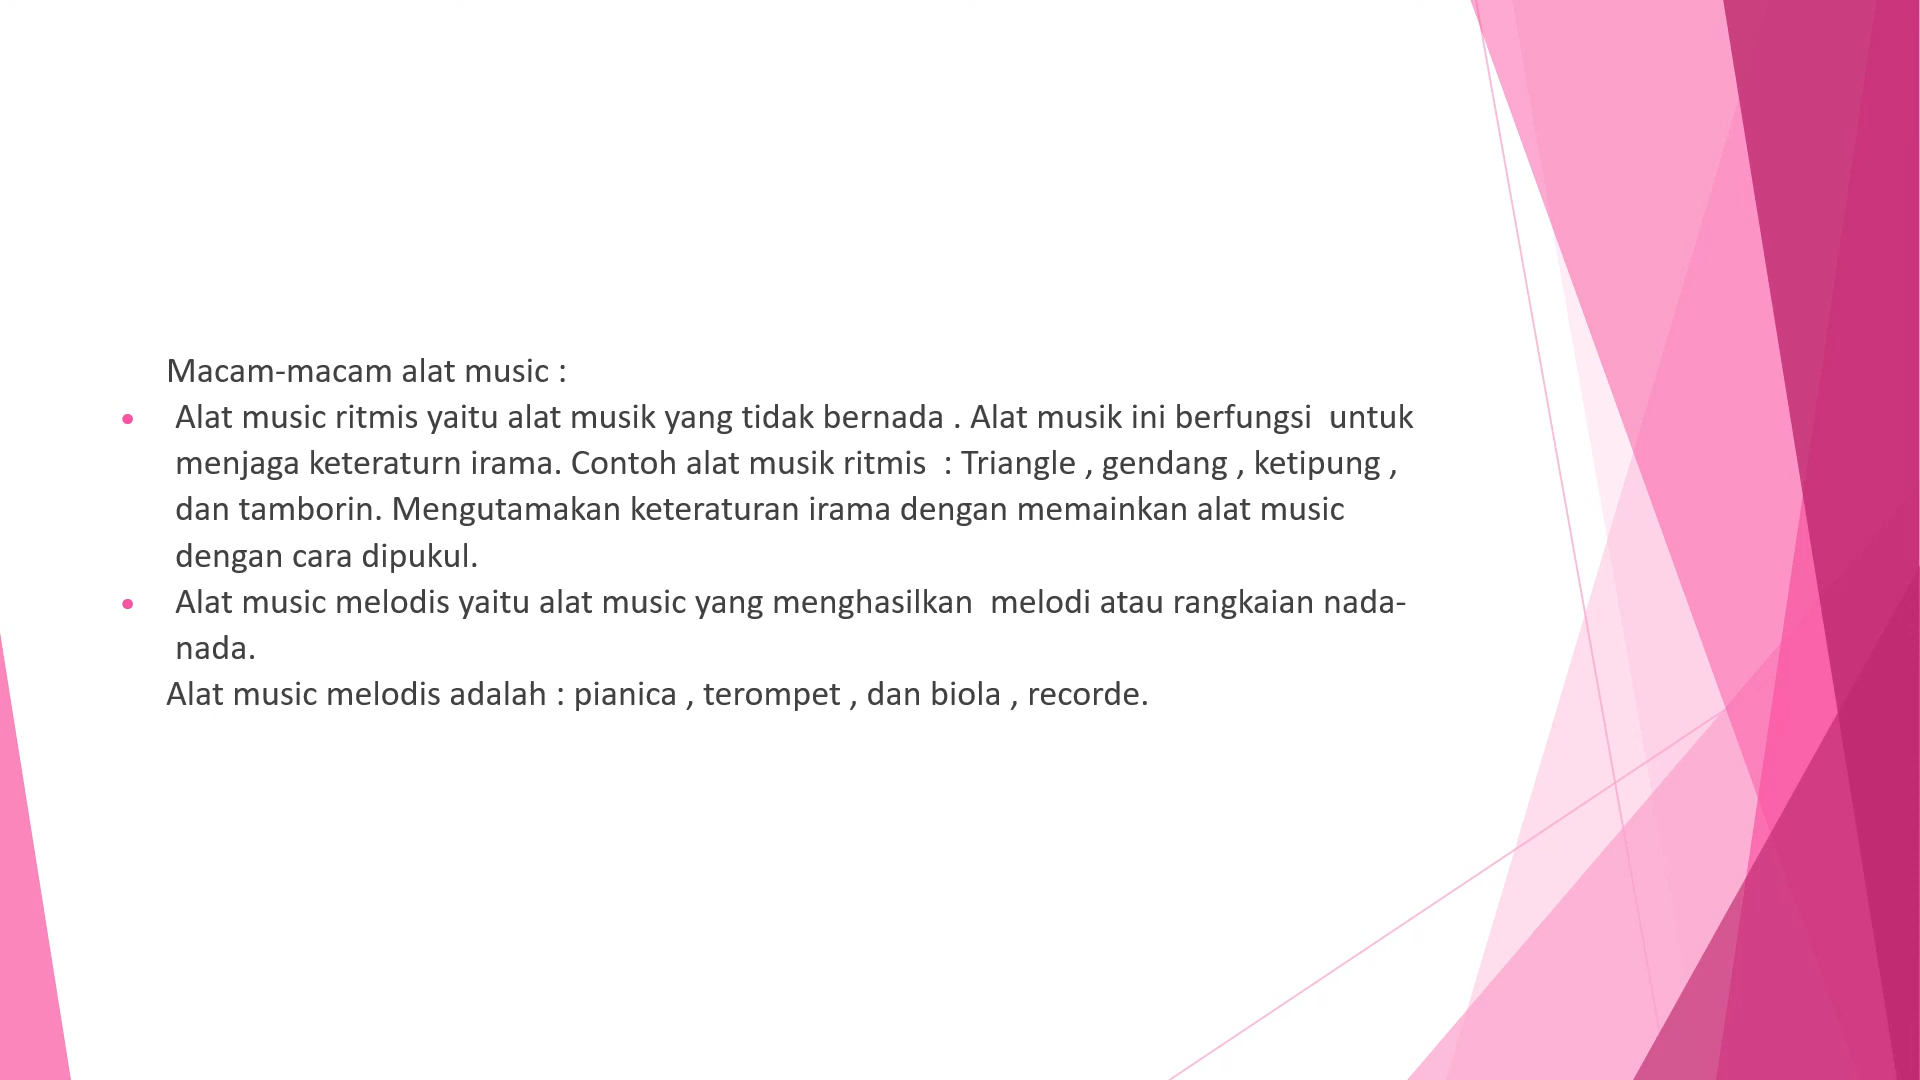 Macam-macam alat music :
• Alat music ritmis yaitu alat musik yang tidak bernada . Alat musik ini berfungsi  untuk
menjaga keteraturn irama. Contoh alat musik ritmis  : Triangle , gendang , ketipung ,
dan tamborin. Mengutamakan keteraturan irama dengan memainkan alat music
dengan cara dipukul.
• Alat music melodis yaitu alat music yang menghasilkan  melodi atau rangkaian nada-
nada.
Alat music melodis adalah : pianica , terompet , dan biola , recorde.